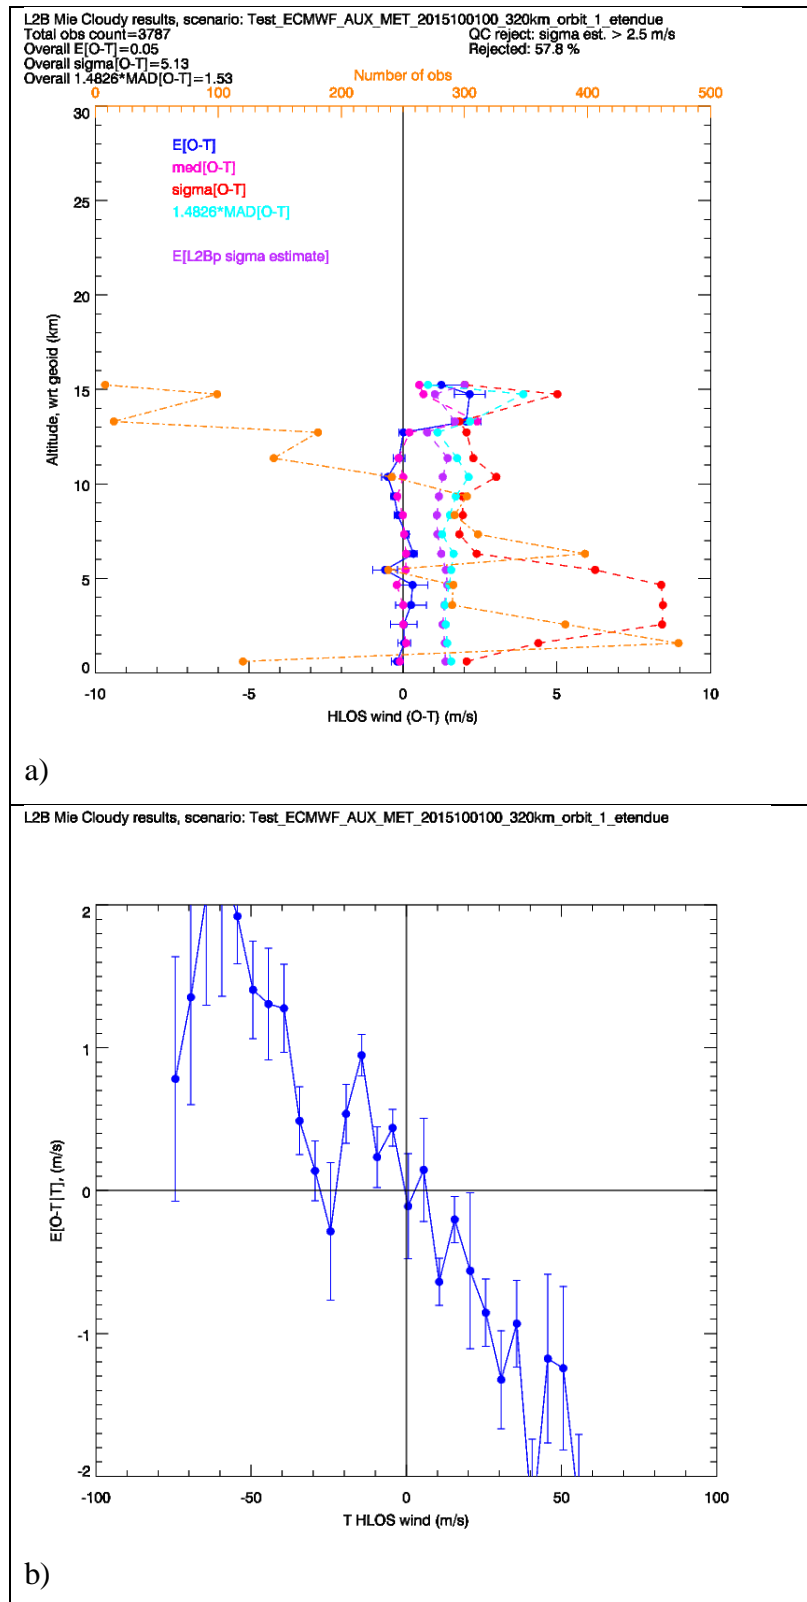 L2B Mie Cloudy results, scenario: Test_ECMWF_AUX_MET_2015100100_320km_orbit_1_etendue
Total obs count=3787 QC reject: sigma est. > 2.5 m/s
Overall E[O-T]=0.05 Rejected: 57.8 %
Overall sigma[O-T]=5.13
Overall 1.4826*MAD[O-T]=1.53 Number of obs
0 100 200 300 400 500
30
25
20
15
10
5
0
Altitude, wrt geoid (km)
E[O-T]
med[O-T]
sigma[O-T]
1.4826*MAD[O-T]
E[L2Bp sigma estimate]
-10 -5 0 5 10
HLOS wind (O-T) (m/s)
a)
L2B Mie Cloudy results, scenario: Test_ECMWF_AUX_MET_2015100100_320km_orbit_1_etendue
2
1
0
-1
-2
E[O-T|T], (m/s)
-100 -50 0 50 100
T HLOS wind (m/s)
b)